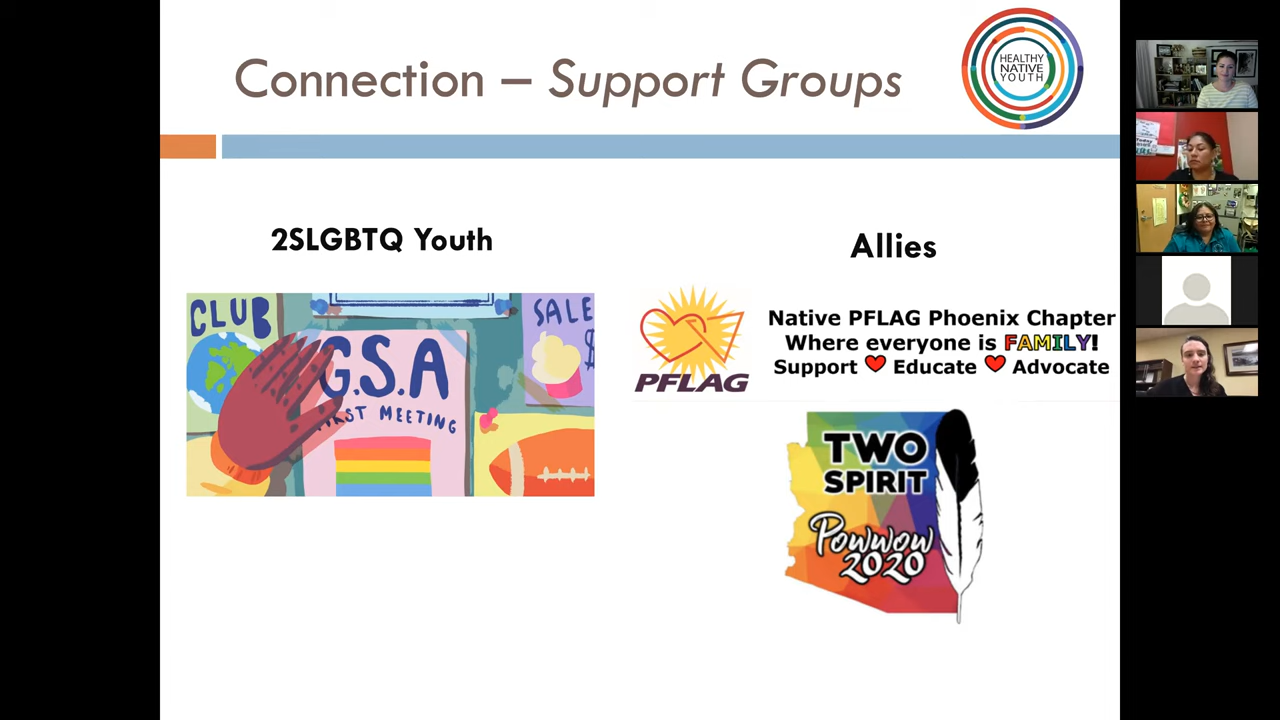 Connection – Support Groups
HEALTHY
NATIVE
YOUTH
2SLGBTQ Youth
Allies
CLUB
SALE
$
G.S.A
FIRST MEETING
PFLAG
Native PFLAG Phoenix Chapter
Where everyone is FAMILY!
Support ❤ Educate ❤ Advocate
TWO
SPIRIT
Powwow
2020